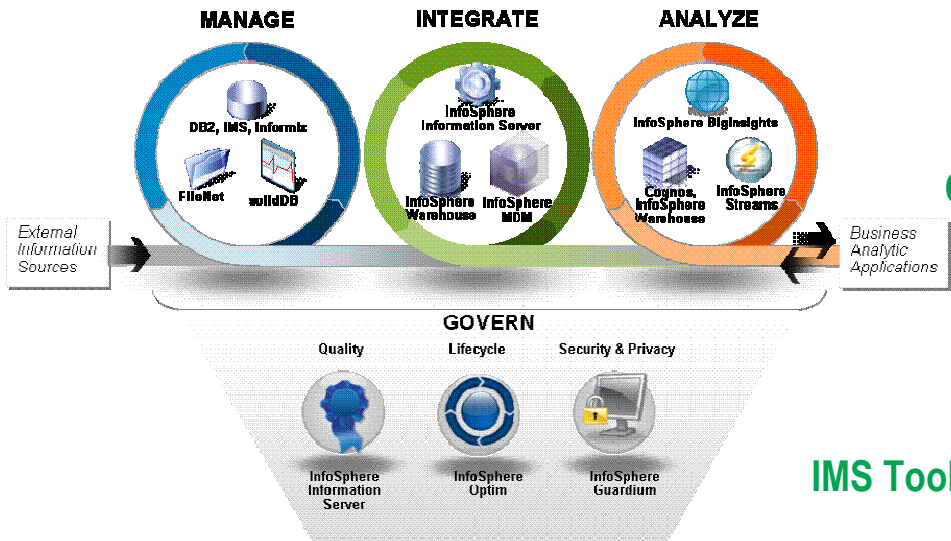 MANAGE
INTEGRATE
ANALYZE
DB2, IMS, Informix
FileNet
solidDB
InfoSphere
Information Server
InfoSphere
Warehouse
InfoSphere
MDM
InfoSphere BigInsights
Cognos,
InfoSphere
Warehouse
InfoSphere
Streams
External
Information
Sources
Business
Analytic
Applications
GOVERN
Quality
Lifecycle
Security & Privacy
InfoSphere
Information
Server
InfoSphere
Optim
InfoSphere
Guardium
IMS Tool